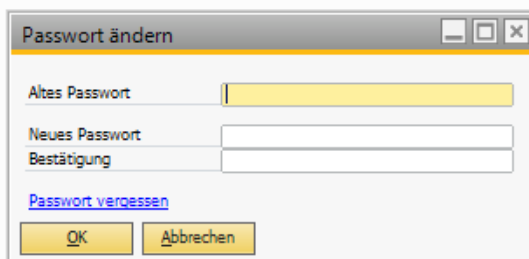 Passwort ändern
Altes Passwort
Neues Passwort
Bestätigung
Passwort vergessen
OK Abbrechen